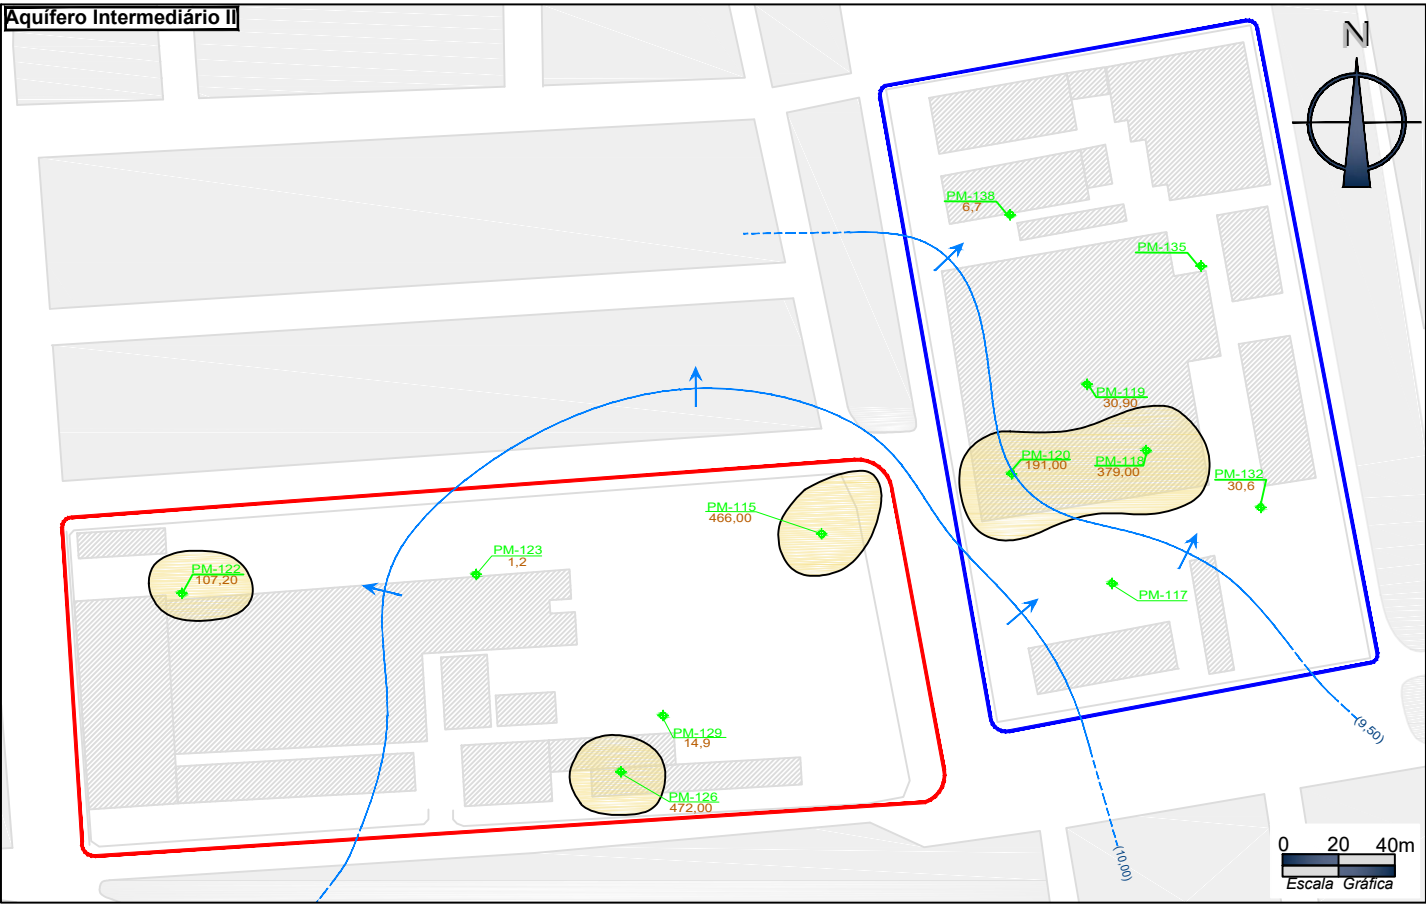 Aquífero Intermediário II
N
PM-138
6,7
PM-135
PM-119
30,90
PM-120
191,00
PM-118
379,00
PM-132
30,6
PM-115
466,00
PM-123
1,2
PM-122
107,20
PM-117
PM-129
14,9
PM-126
472,00
(9,50)
(10,00)
0 20 40m
Escala Gráfica